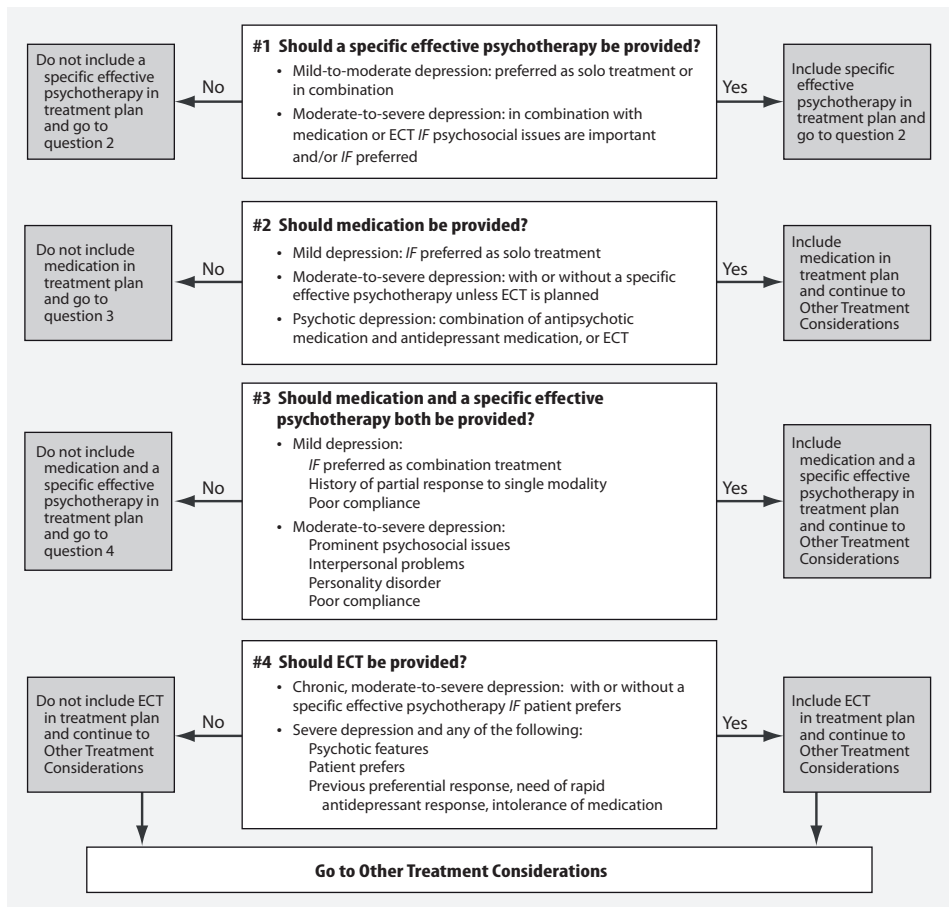 #1 Should a specific effective psychotherapy be provided?
• Mild-to-moderate depression: preferred as solo treatment or
in combination
• Moderate-to-severe depression: in combination with
medication or ECT IF psychosocial issues are important
and/or IF preferred
Do not include a
specific effective
psychotherapy in
treatment plan
and go to
question 2
No
Yes
Include specific
effective
psychotherapy in
treatment plan and
go to question 2
#2 Should medication be provided?
• Mild depression: IF preferred as solo treatment
• Moderate-to-severe depression: with or without a specific
effective psychotherapy unless ECT is planned
• Psychotic depression: combination of antipsychotic
medication and antidepressant medication, or ECT
Do not include
medication in
treatment plan
and go to
question 3
No
Yes
Include
medication in
treatment plan
and continue to
Other Treatment
Considerations
#3 Should medication and a specific effective
psychotherapy both be provided?
• Mild depression:
IF preferred as combination treatment
History of partial response to single modality
Poor compliance
• Moderate-to-severe depression:
Prominent psychosocial issues
Interpersonal problems
Personality disorder
Poor compliance
Do not include
medication and a
specific effective
psychotherapy in
treatment plan
and go to
question 4
No
Yes
Include
medication and a
specific effective
psychotherapy in
treatment plan
and continue to
Other Treatment
Considerations
#4 Should ECT be provided?
• Chronic, moderate-to-severe depression: with or without a
specific effective psychotherapy IF patient prefers
• Severe depression and any of the following:
Psychotic features
Patient prefers
Previous preferential response, need of rapid
antidepressant response, intolerance of medication
Do not include ECT
in treatment plan
and continue to
Other Treatment
Considerations
No
Yes
Include ECT
in treatment plan
and continue to
Other Treatment
Considerations
Go to Other Treatment Considerations